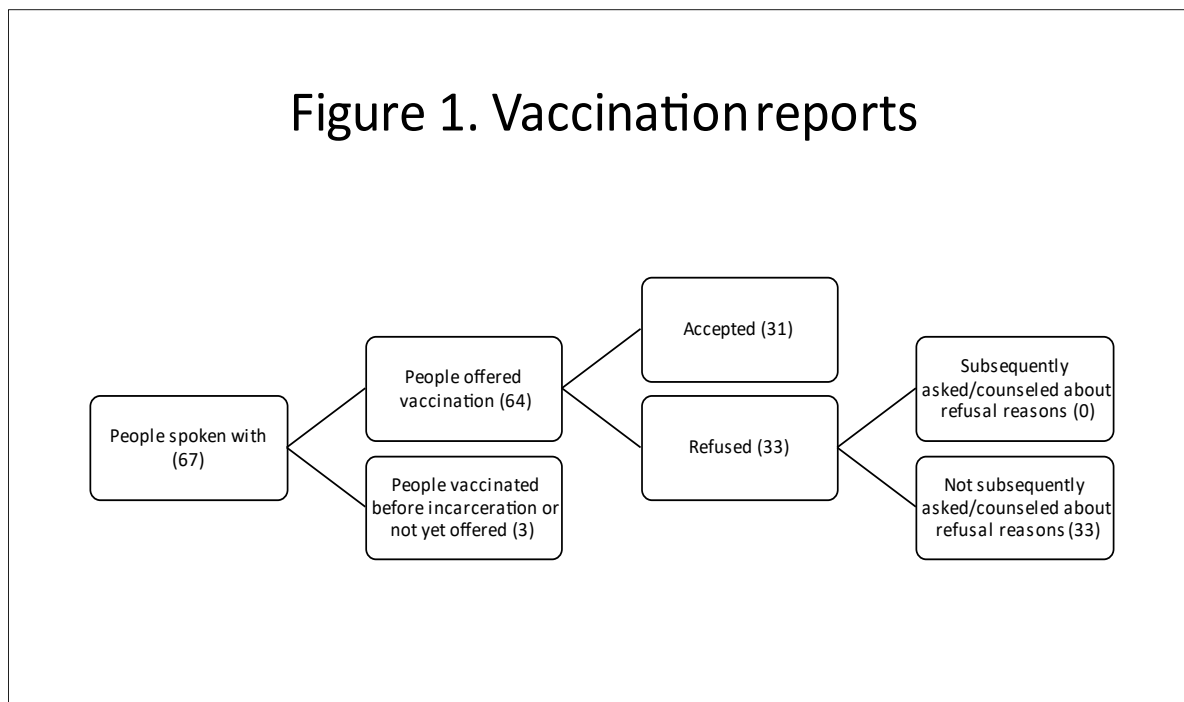 Figure 1. Vaccination reports
People spoken with
(67)
People offered
vaccination (64)
People vaccinated
before incarceration or
not yet offered (3)
Accepted (31)
Refused (33)
Subsequently
asked/counseled about
refusal reasons (0)
Not subsequently
asked/counseled about
refusal reasons (33)